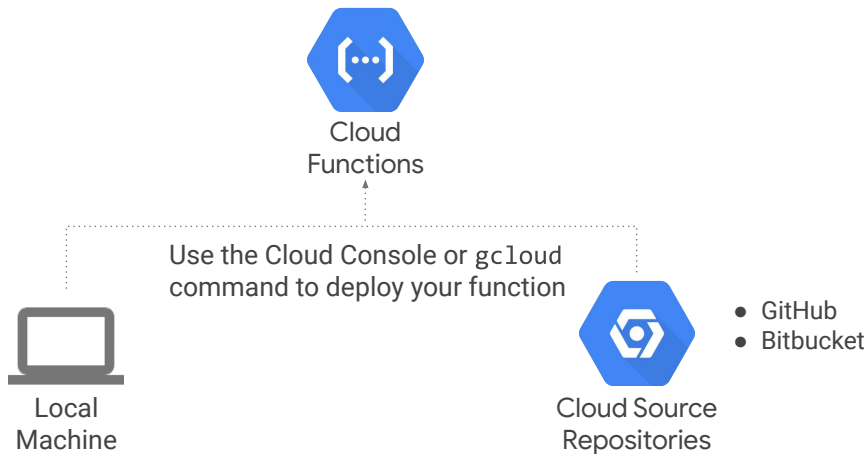 Cloud
Functions
Use the Cloud Console or gcloud
command to deploy your function
● GitHub
● Bitbucket
Local
Machine
Cloud Source
Repositories